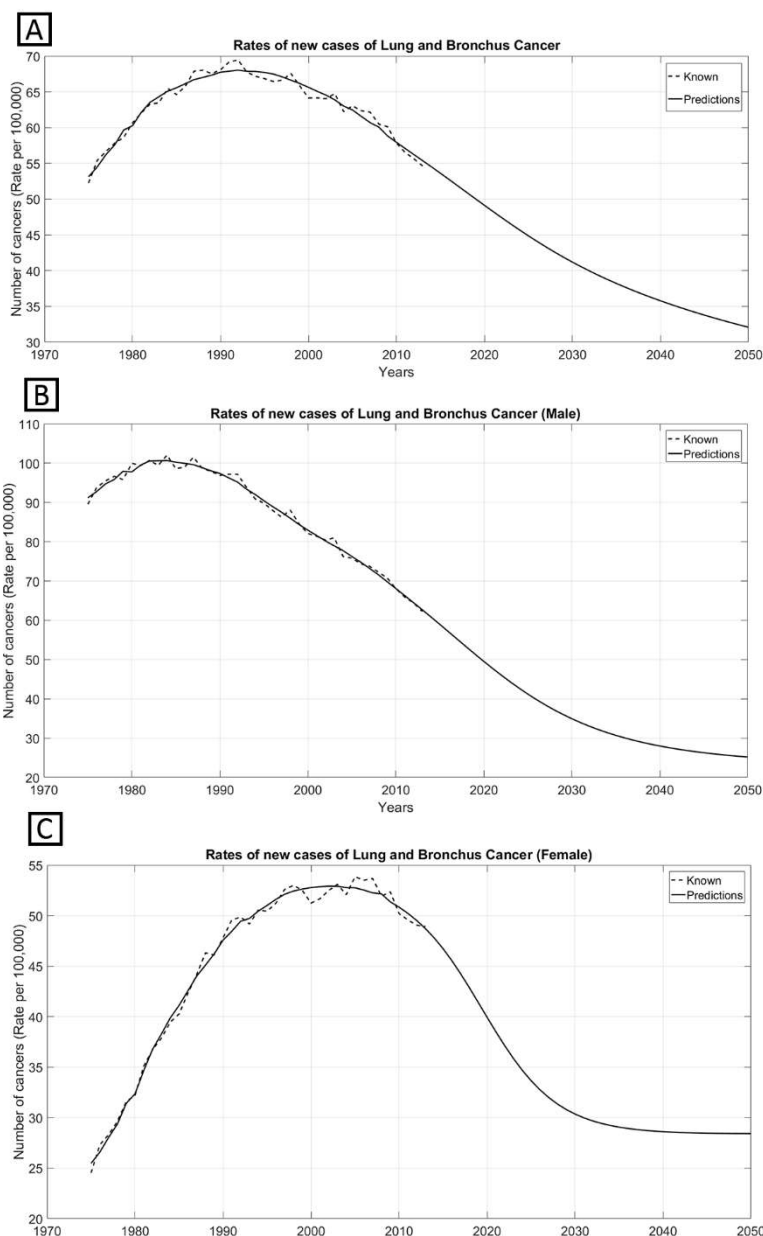 A
Rates of new cases of Lung and Bronchus Cancer
70
65
60
55
50
45
40
35
30
Number of cancers (Rate per 100,000)
Known
Predictions
1970 1980 1990 2000 2010 2020 2030 2040 2050
Years
B
Rates of new cases of Lung and Bronchus Cancer (Male)
110
100
90
80
70
60
50
40
30
20
Number of cancers (Rate per 100,000)
Known
Predictions
1970 1980 1990 2000 2010 2020 2030 2040 2050
Years
C
Rates of new cases of Lung and Bronchus Cancer (Female)
55
50
45
40
35
30
25
20
Number of cancers (Rate per 100,000)
Known
Predictions
1970 1980 1990 2000 2010 2020 2030 2040 2050